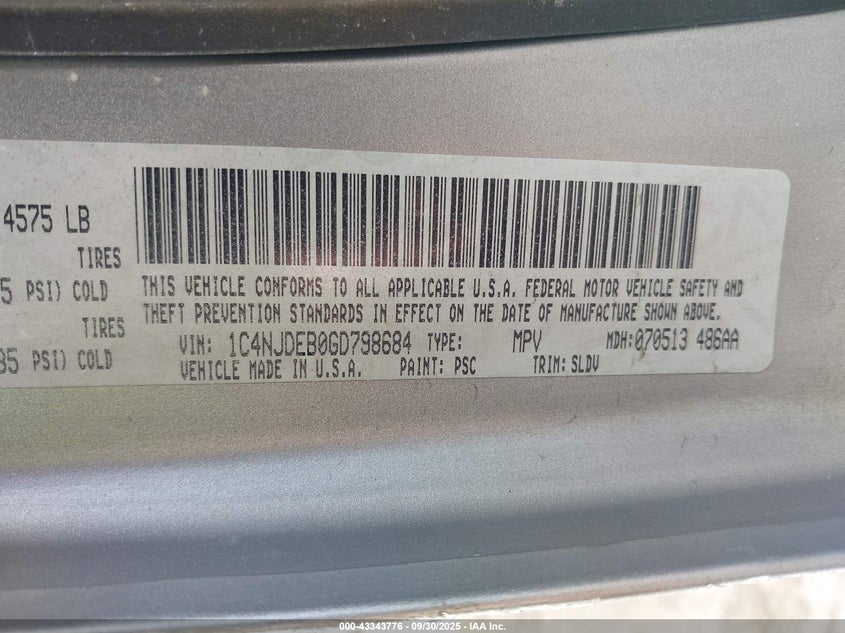 4575 LB
TIRES
5 PSI) COLD
THIS VEHICLE CONFORMS TO ALL APPLICABLE U.S.A. FEDERAL MOTOR VEHICLE SAFETY AND
THEFT PREVENTION STANDARDS IN EFFECT ON THE DATE OF MANUFACTURE SHOWN ABOVE.
TIRES
VIN: 1C4NJDEB0GD798684 TYPE: MPV MDH:070513 486AA
35 PSI) COLD
VEHICLE MADE IN U.S.A. PAINT: PSC TRIM: SLDV
000-43343776 - 09/30/2025 - IAA Inc.